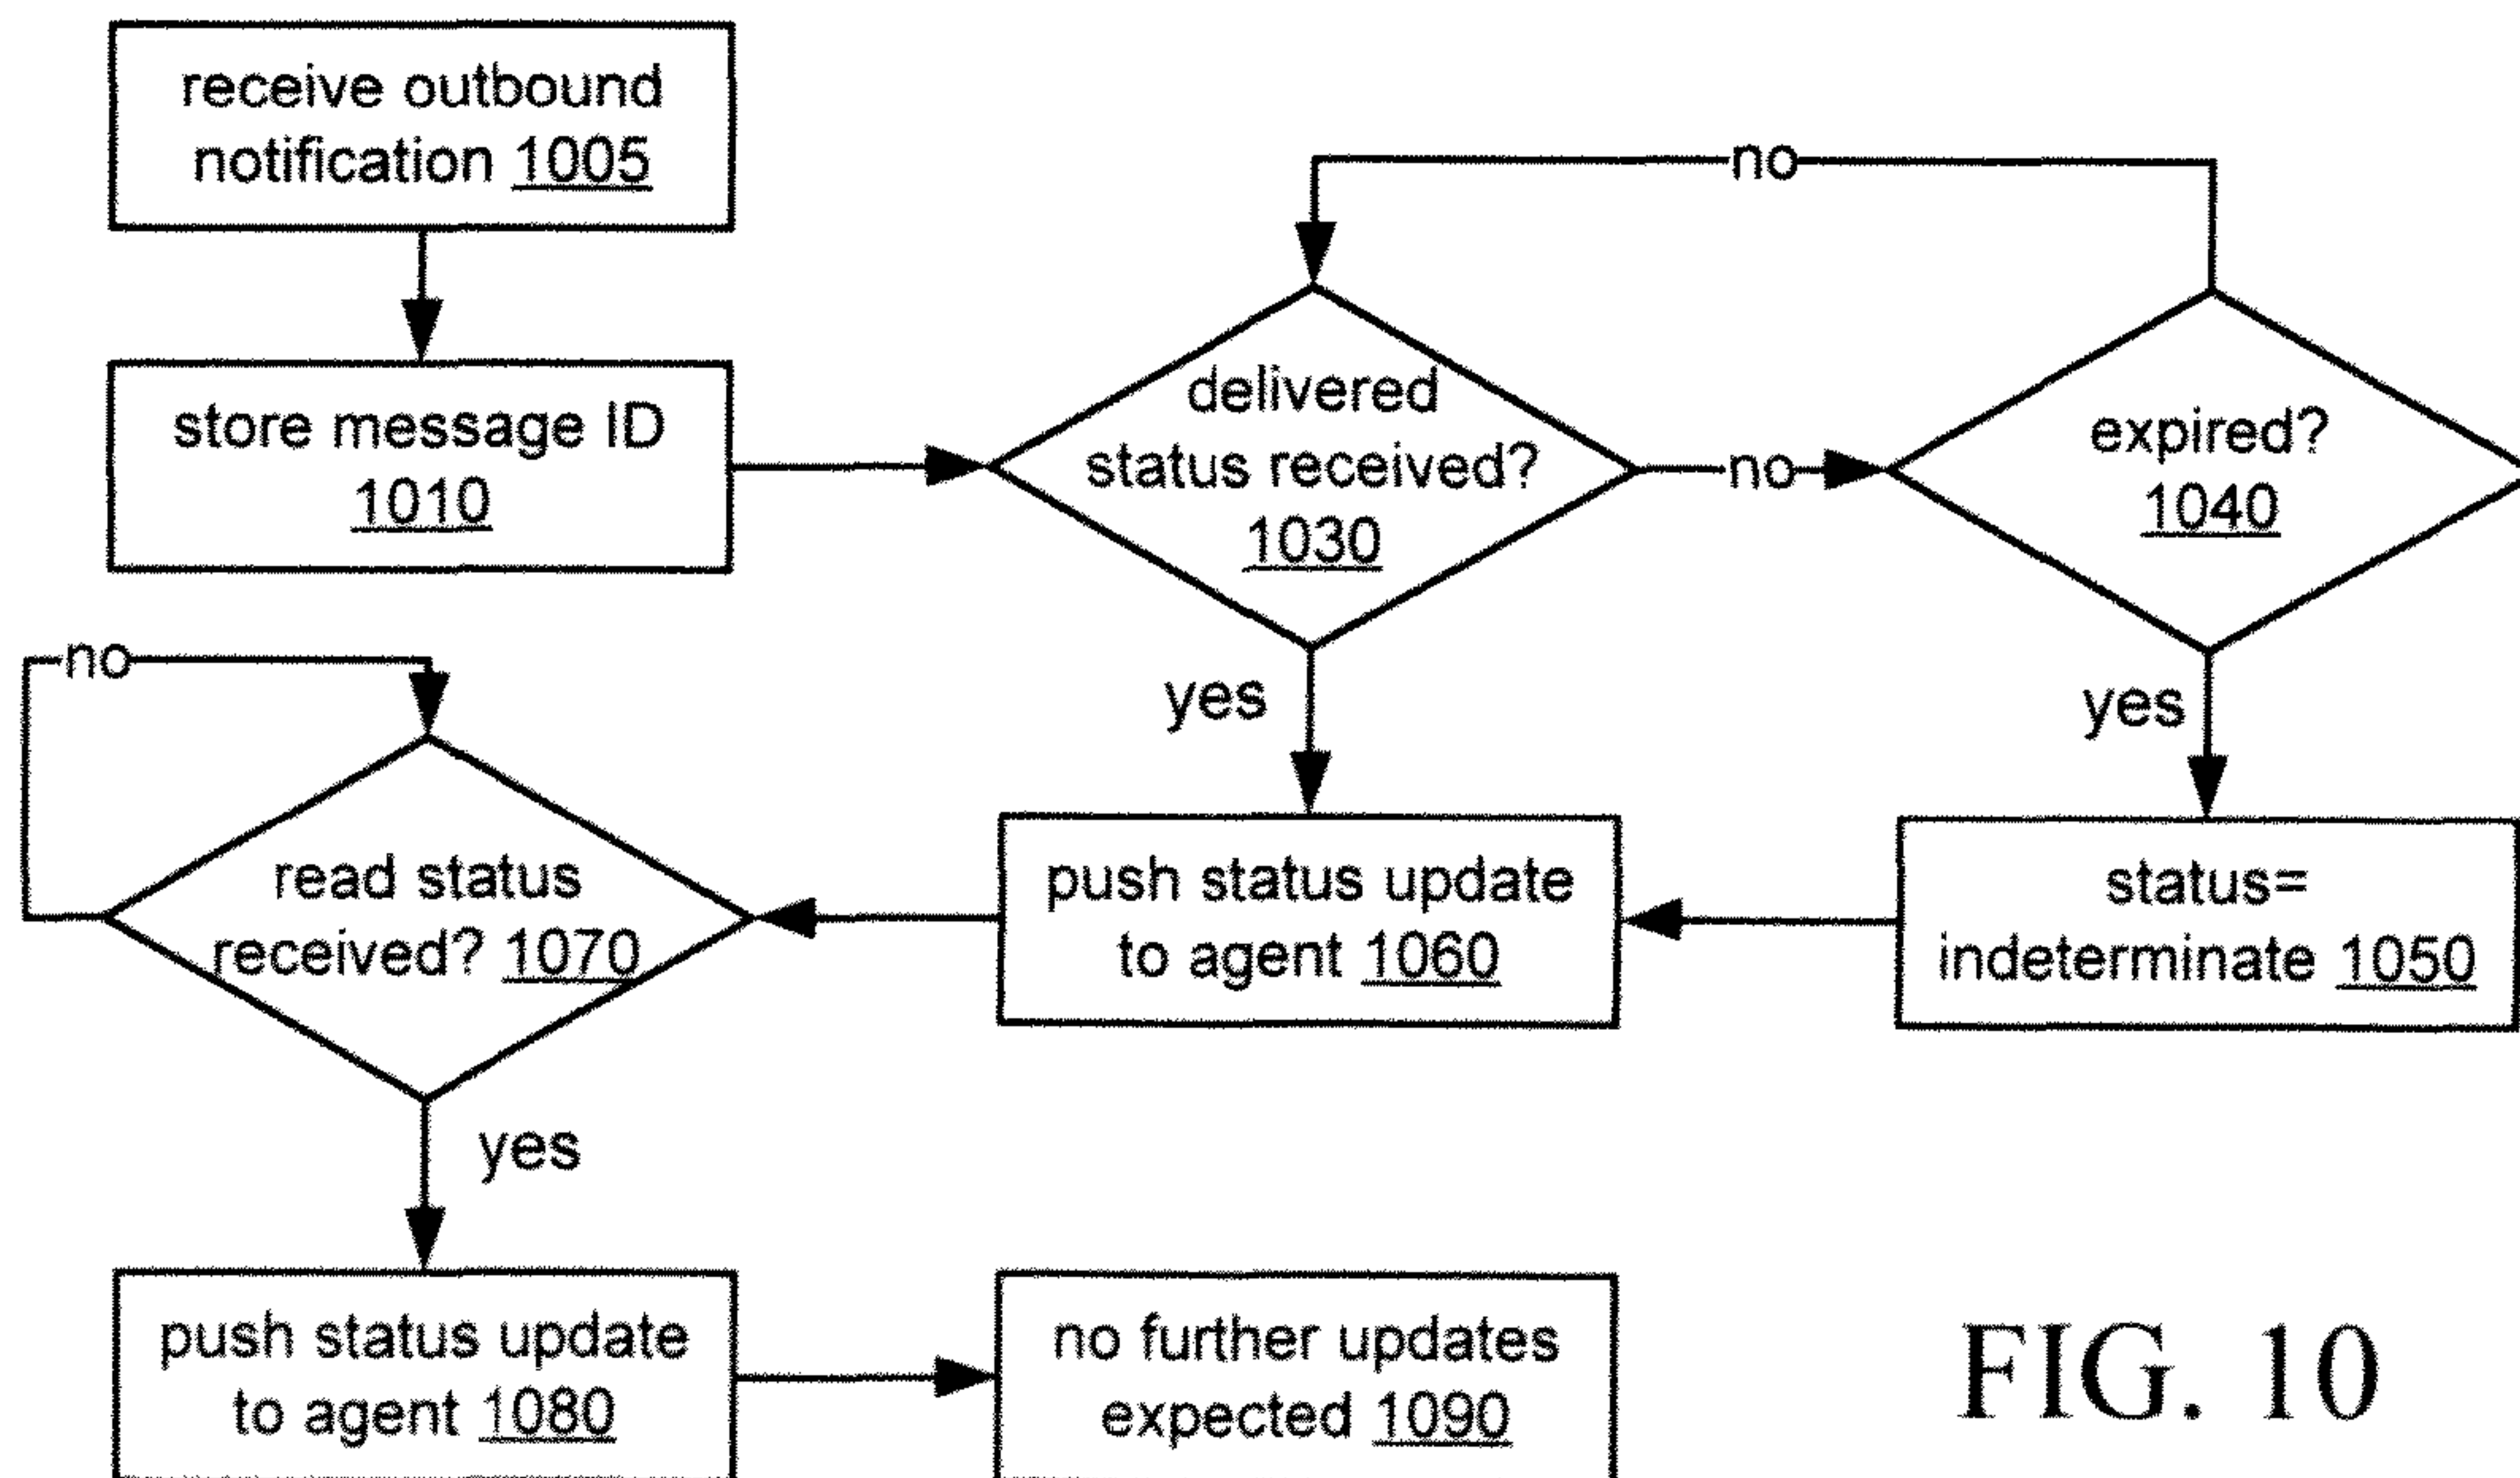 receive outbound
notification 1005
no
store message ID
1010
delivered
status received?
1030
no
expired?
1040
no
yes
yes
read status
received? 1070
push status update
to agent 1060
status=
indeterminate 1050
yes
push status update
to agent 1080
no further updates
expected 1090
FIG. 10